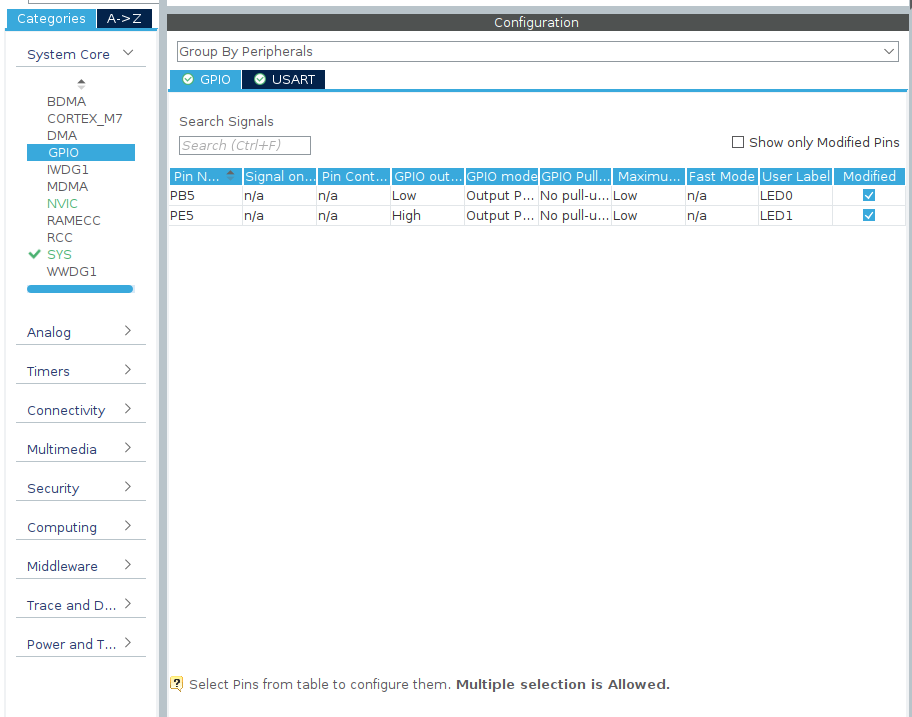 Categories A->Z
System Core
BDMA
CORTEX_M7
DMA
GPIO
IWDG1
MDMA
NVIC
RAMECC
RCC
SYS
WWDG1
Analog
Timers
Connectivity
Multimedia
Security
Computing
Middleware
Trace and D...
Power and T...
Configuration
Group By Peripherals
GPIO USART
Search Signals
Search (Ctrl+F)
Show only Modified Pins
Pin N... Signal on... Pin Cont... GPIO out... GPIO mode GPIO Pull... Maximu... Fast Mode User Label Modified
PB5 n/a n/a Low Output P... No pull-u... Low n/a LED0
PE5 n/a n/a High Output P... No pull-u... Low n/a LED1
Select Pins from table to configure them. Multiple selection is Allowed.